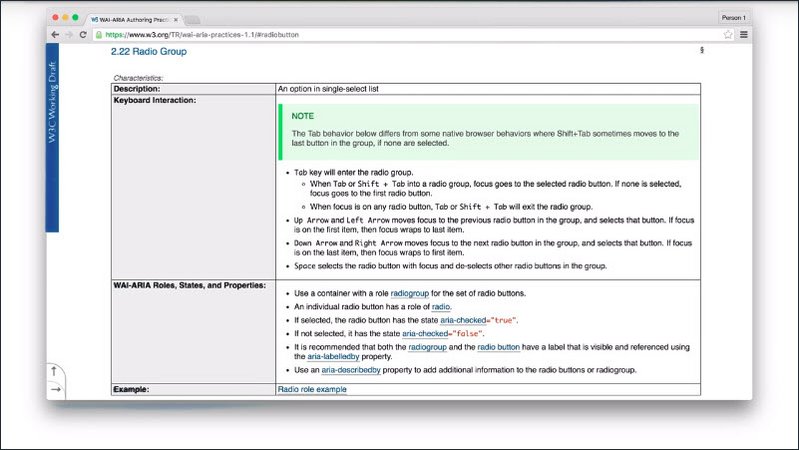 W3 WAI-ARIA Authoring Practic ×
Person 1
https://www.w3.org/TR/wai-aria-practices-1.1/#radiobutton
W3C Working Draft
2.22 Radio Group
§
Characteristics:
Description:
An option in single-select list
Keyboard Interaction:
NOTE
The Tab behavior below differs from some native browser behaviors where Shift+Tab sometimes moves to the
last button in the group, if none are selected.
• Tab key will enter the radio group.
○ When Tab or Shift + Tab into a radio group, focus goes to the selected radio button. If none is selected,
focus goes to the first radio button.
○ When focus is on any radio button, Tab or Shift + Tab will exit the radio group.
• Up Arrow and Left Arrow moves focus to the previous radio button in the group, and selects that button. If focus
is on the first item, then focus wraps to last item.
• Down Arrow and Right Arrow moves focus to the next radio button in the group, and selects that button. If focus
is on the last item, then focus wraps to first item.
• Space selects the radio button with focus and de-selects other radio buttons in the group.
WAI-ARIA Roles, States, and Properties:
• Use a container with a role radiogroup for the set of radio buttons.
• An individual radio button has a role of radio.
• If selected, the radio button has the state aria-checked="true".
• If not selected, it has the state aria-checked="false".
• It is recommended that both the radiogroup and the radio button have a label that is visible and referenced using
the aria-labelledby property.
• Use an aria-describedby property to add additional information to the radio buttons or radiogroup.
↑
→
Example:
Radio role example